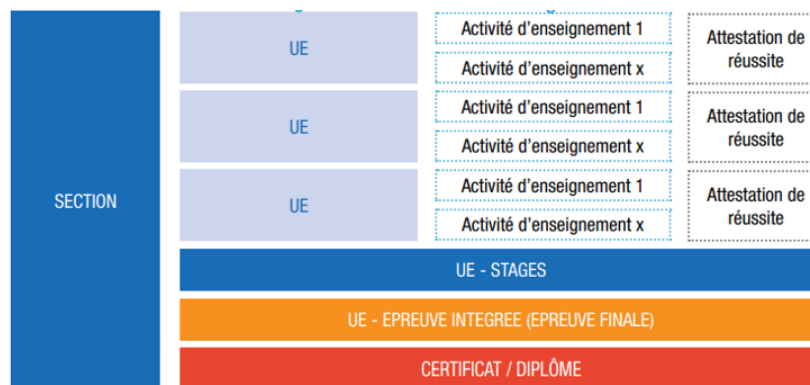 SECTION
UE
Activité d'enseignement 1
Activité d'enseignement x
Attestation de
réussite
UE
Activité d'enseignement 1
Activité d'enseignement x
Attestation de
réussite
UE
Activité d'enseignement 1
Activité d'enseignement x
Attestation de
réussite
UE - STAGES
UE - EPREUVE INTEGREE (EPREUVE FINALE)
CERTIFICAT / DIPLÔME